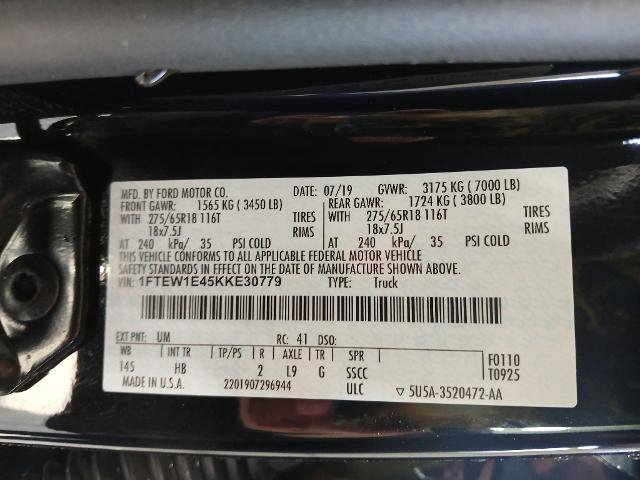 MFD. BY FORD MOTOR CO. DATE: 07/19 GVWR: 3175 KG ( 7000 LB)
FRONT GAWR: 1565 KG ( 3450 LB) REAR GAWR: 1724 KG ( 3800 LB)
WITH 275/65R18 116T TIRES WITH 275/65R18 116T TIRES
18x7.5J RIMS 18x7.5J RIMS
AT 240 kPa/ 35 PSI COLD AT 240 kPa/ 35 PSI COLD
THIS VEHICLE CONFORMS TO ALL APPLICABLE FEDERAL MOTOR VEHICLE
SAFETY STANDARDS IN EFFECT ON THE DATE OF MANUFACTURE SHOWN ABOVE.
VIN: 1FTEW1E45KKE30779 TYPE: Truck
EXT PNT: UM RC: 41 DSO:
WB INT TR TP/PS R AXLE TR SPR F0110
145 HB 2 L9 G SSCC T0925
MADE IN U.S.A. 2201907296944 ULC ▽ 5U5A-3520472-AA